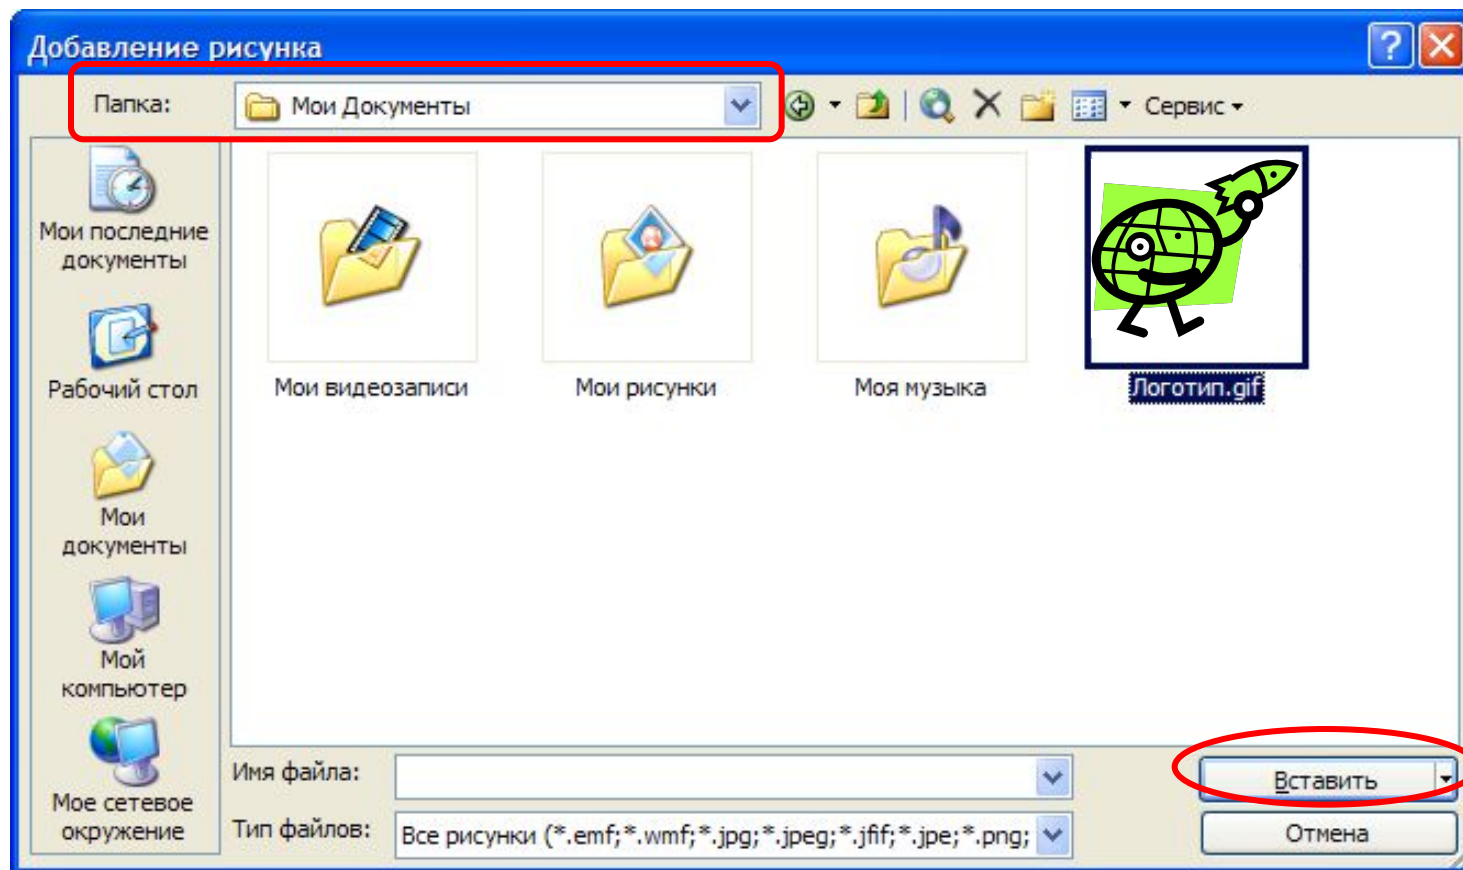 Добавление рисунка
Папка:
Мои Документы
Сервис
Мои последние
документы
Рабочий стол
Мои
документы
Мой
компьютер
Мое сетевое
окружение
Мои видеозаписи
Мои рисунки
Моя музыка
Логотип.gif
Имя файла:
Вставить
Тип файлов:
Все рисунки (*.emf;*.wmf;*.jpg;*.jpeg;*.jfif;*.jpe;*.png;
Отмена